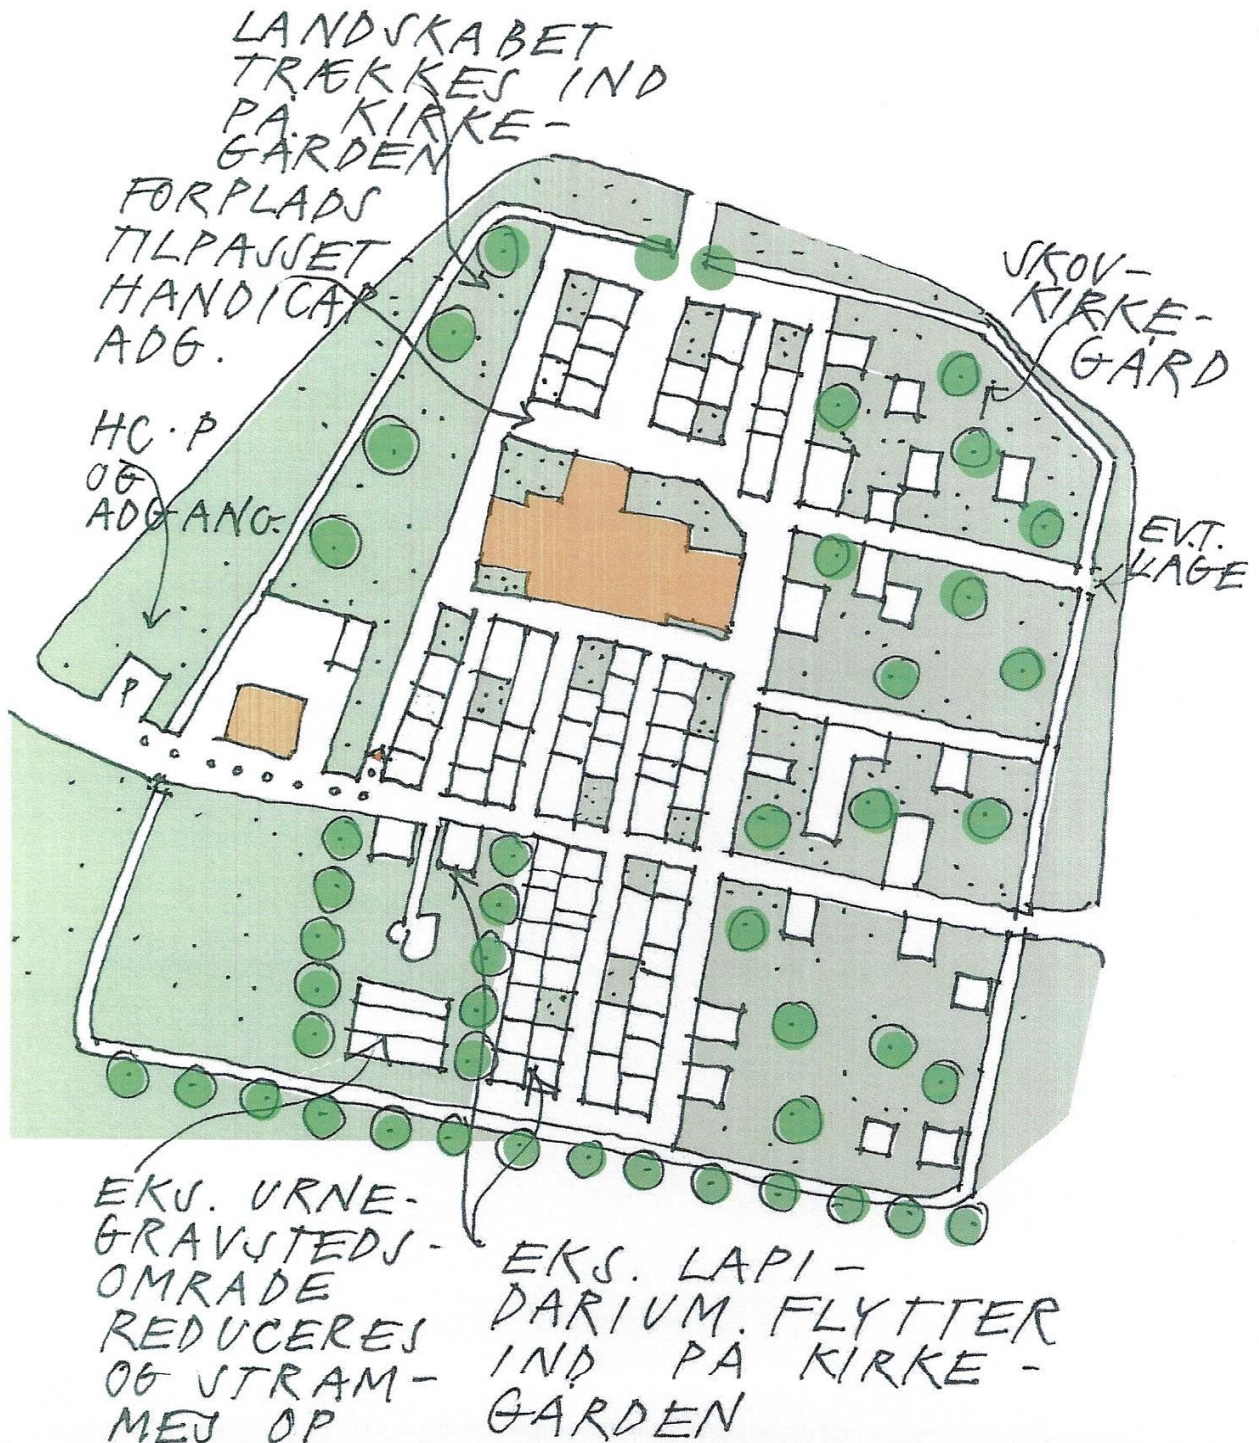 LANDSKABET
TRÆKKES IND
PÅ KIRKE-
GÅRDEN
FORPLADS
TILPASSET
HANDICAP
ADG.
HC.P
OG
ADGANG.
SKOV-
KIRKE-
GÅRD
EVT.
LÅGE
P
EKS. URNE-
GRAVSTEDS-
OMRÅDE
REDUCERES
OG STRAM-
MES OP
EKS. LAPI-
DARIUM. FLYTTER
IND PÅ KIRKE-
GÅRDEN